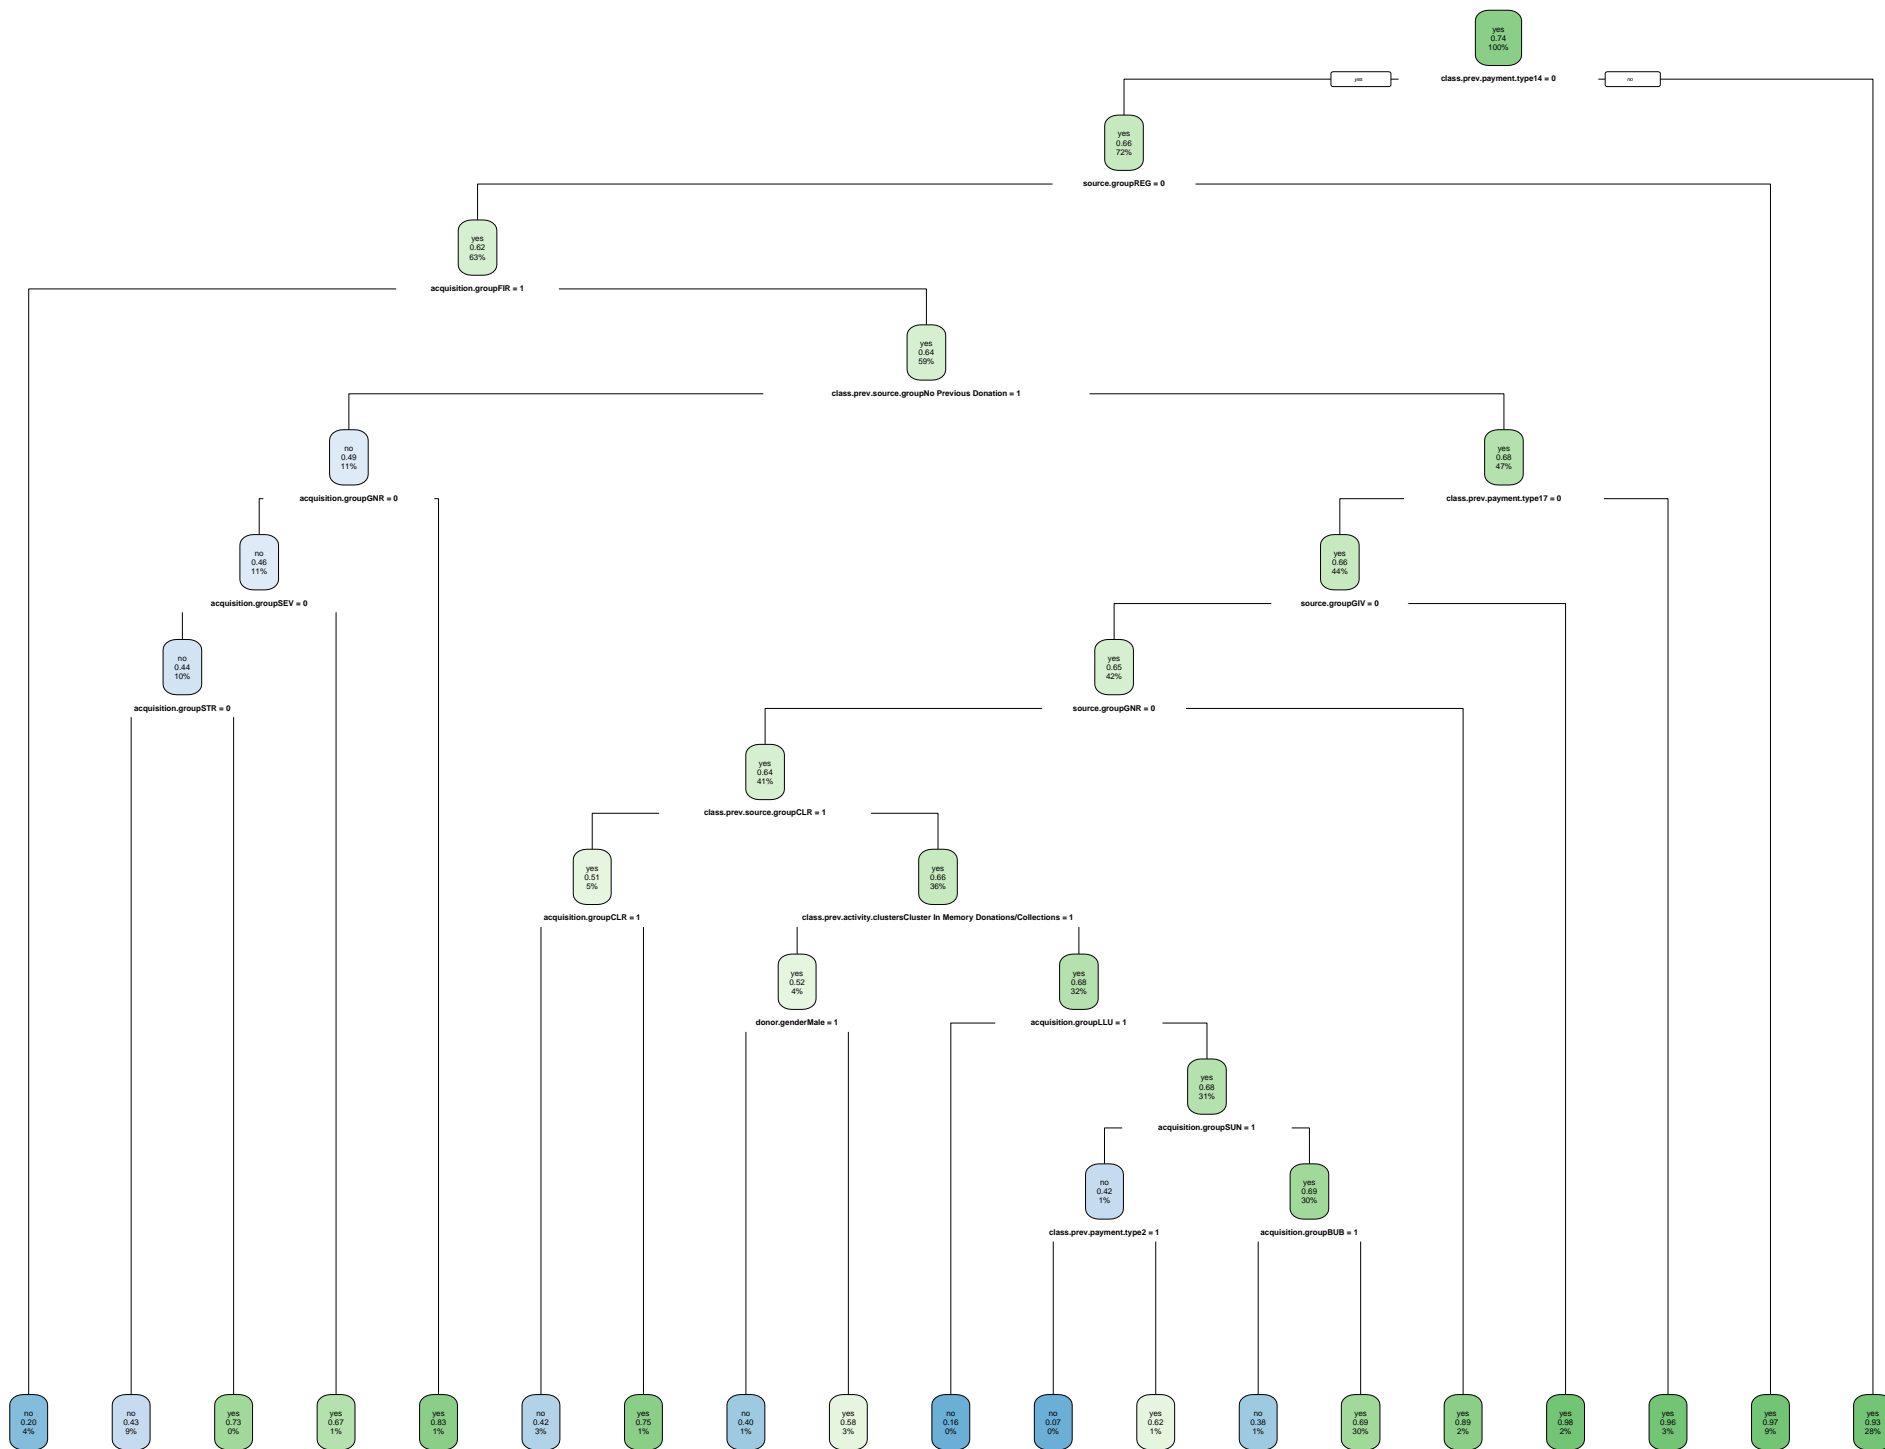 yes
0.74
100%
class.prev.payment.type14 = 0
yes
no
yes
0.66
72%
source.groupREG = 0
yes
0.62
63%
acquisition.groupFIR = 1
yes
0.64
59%
class.prev.source.groupNo Previous Donation = 1
no
0.49
11%
acquisition.groupGNR = 0
yes
0.68
47%
class.prev.payment.type17 = 0
no
0.46
11%
acquisition.groupSEV = 0
yes
0.66
44%
source.groupGIV = 0
no
0.44
10%
acquisition.groupSTR = 0
yes
0.65
42%
source.groupGNR = 0
yes
0.64
41%
class.prev.source.groupCLR = 1
yes
0.51
5%
acquisition.groupCLR = 1
yes
0.66
36%
class.prev.activity.clustersCluster In Memory Donations/Collections = 1
yes
0.52
4%
donor.genderMale = 1
yes
0.68
32%
acquisition.groupLLU = 1
yes
0.68
31%
acquisition.groupSUN = 1
no
0.42
1%
class.prev.payment.type2 = 1
yes
0.69
30%
acquisition.groupBUB = 1
no
0.20
4%
no
0.43
9%
yes
0.73
0%
yes
0.67
1%
yes
0.83
1%
no
0.42
3%
yes
0.75
1%
no
0.40
1%
yes
0.58
3%
no
0.16
0%
no
0.07
0%
yes
0.62
1%
no
0.38
1%
yes
0.69
30%
yes
0.89
2%
yes
0.98
2%
yes
0.96
3%
yes
0.97
9%
yes
0.93
28%